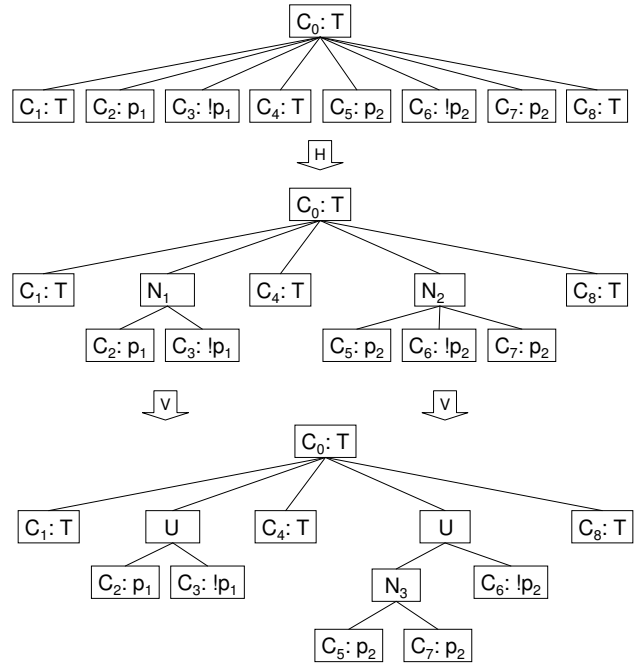 C₀: T
C₁: T C₂: p₁ C₃: !p₁ C₄: T C₅: p₂ C₆: !p₂ C₇: p₂ C₈: T
H
C₀: T
C₁: T N₁ C₄: T N₂ C₈: T
C₂: p₁ C₃: !p₁ C₅: p₂ C₆: !p₂ C₇: p₂
V V
C₀: T
C₁: T U C₄: T U C₈: T
C₂: p₁ C₃: !p₁ N₃ C₆: !p₂
C₅: p₂ C₇: p₂